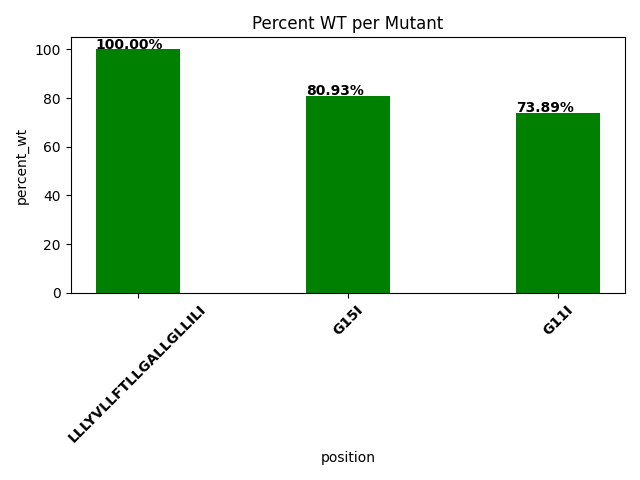 Percent WT per Mutant
percent_wt
100
80
60
40
20
0
100.00%
80.93%
73.89%
LLLYVLLFTLLGALLGLLILI
G15I
G11I
position